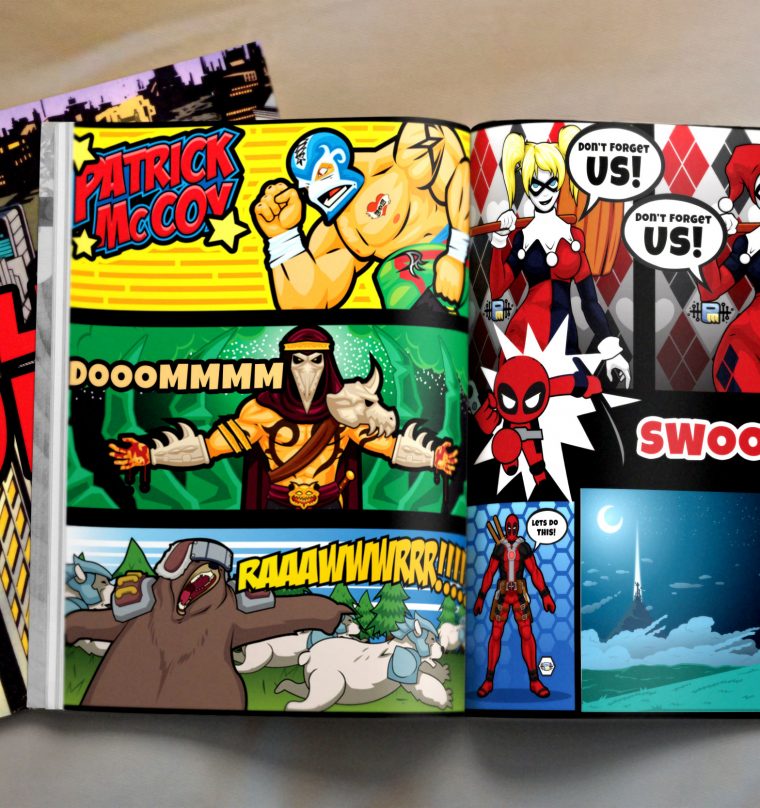 PATRICK
McCOY
DOOOMMMM
RAAAWWWRRR!!!!
DON'T FORGET
US!
DON'T FORGET
US!
SWOO
LETS DO
THIS!